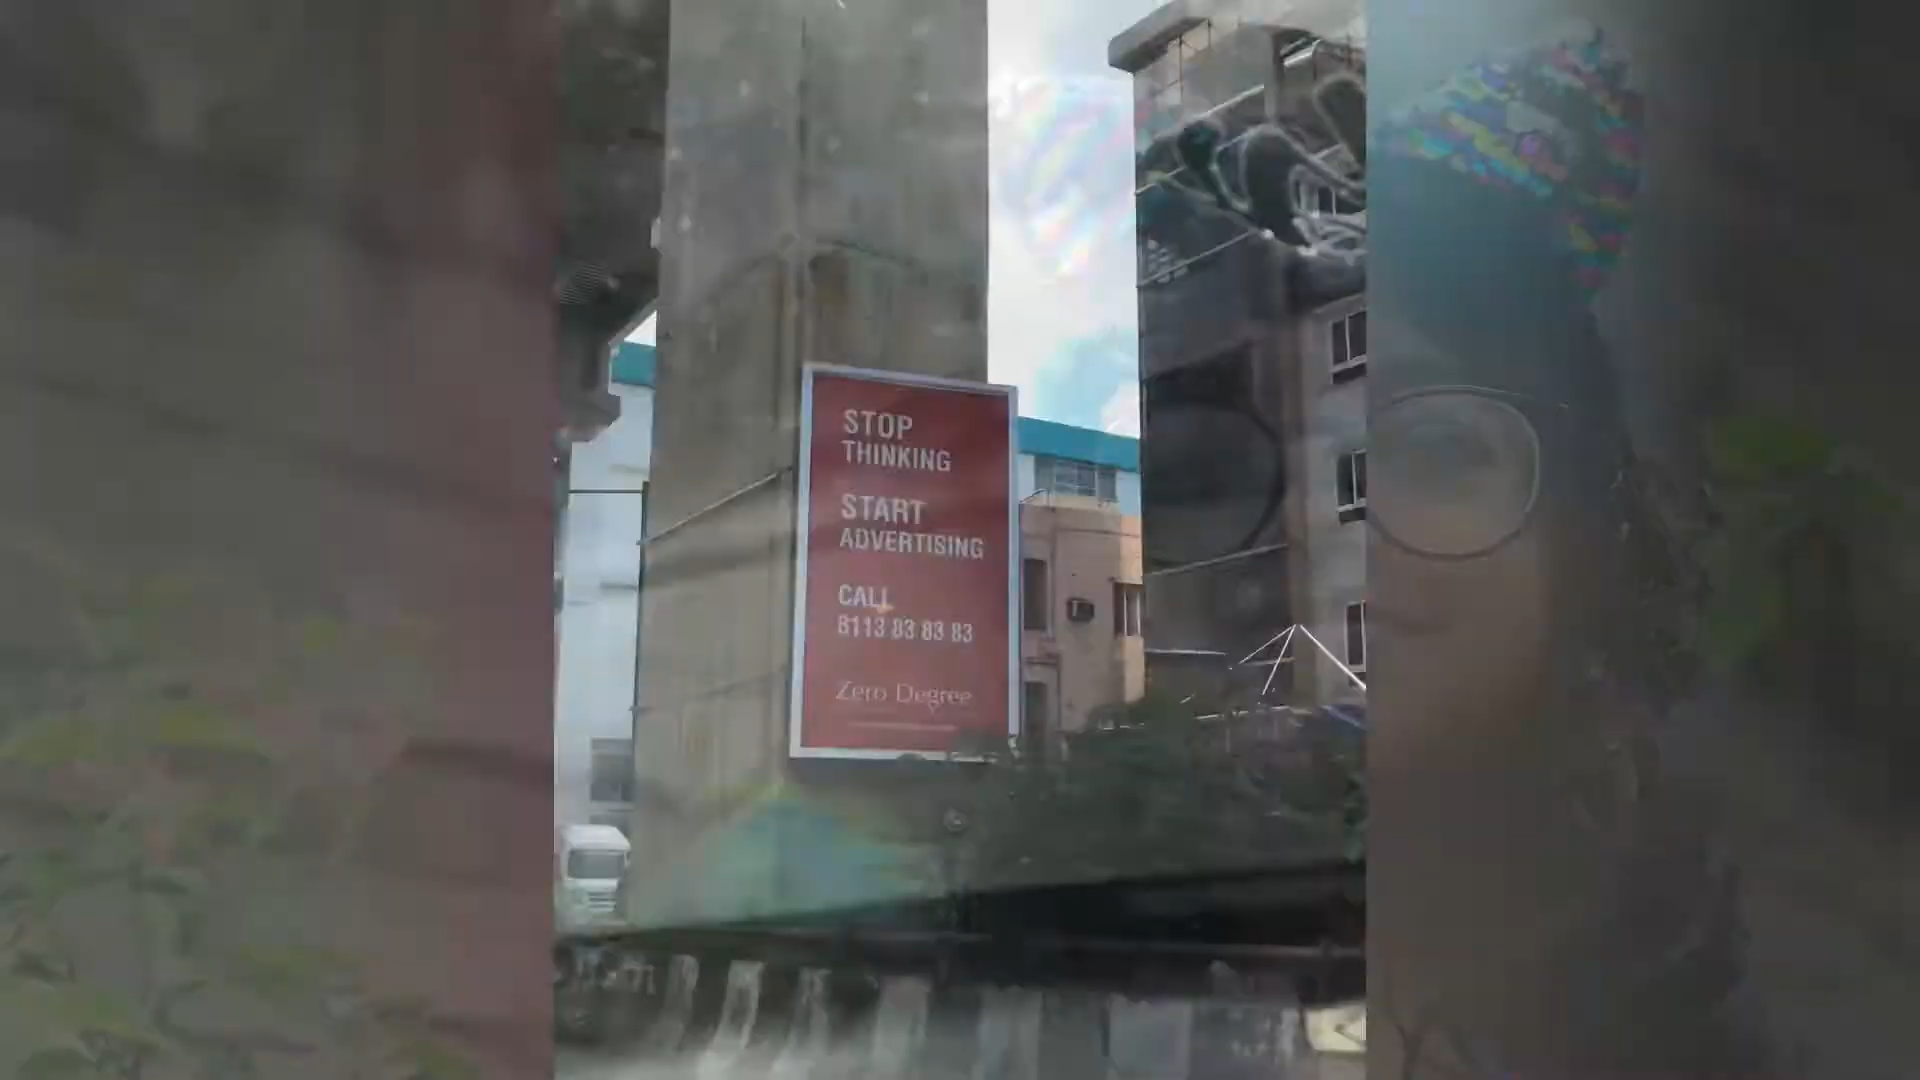 STOP
THINKING
START
ADVERTISING
CALL
8113 83 83 83
Zero Degree